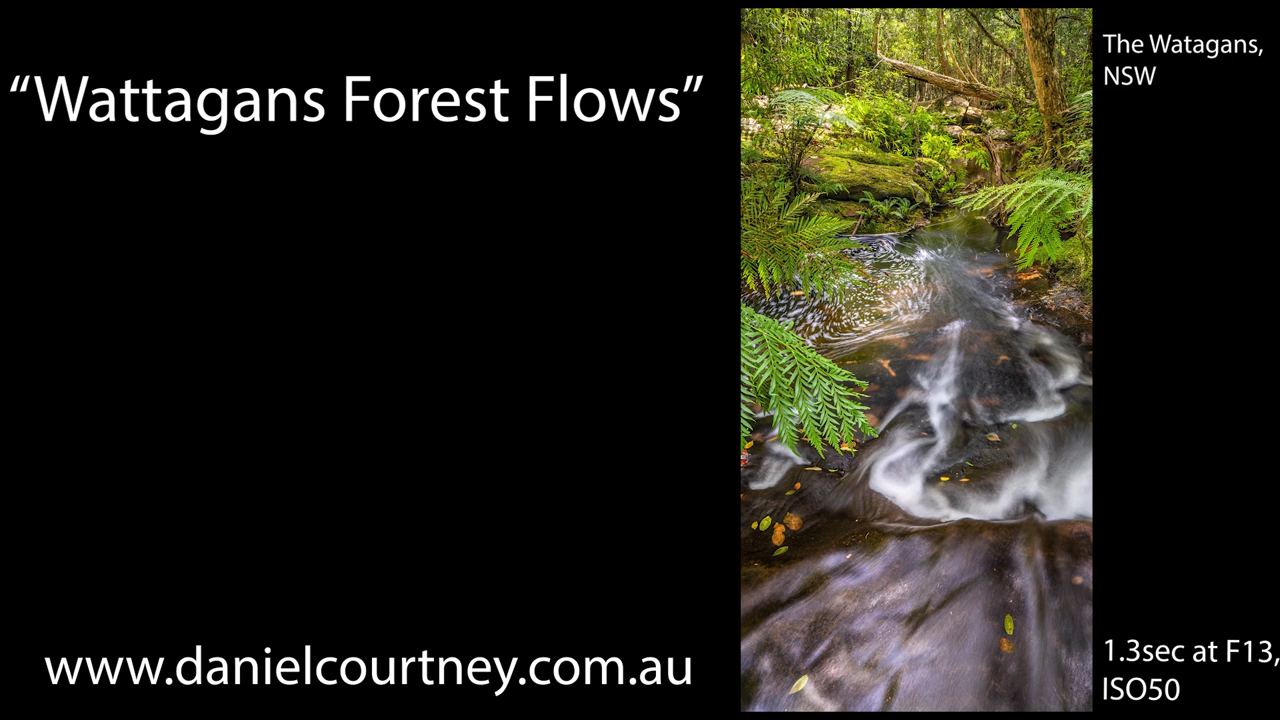 “Wattagans Forest Flows”
The Watagans,
NSW
www.danielcourtney.com.au
1.3sec at F13,
ISO50